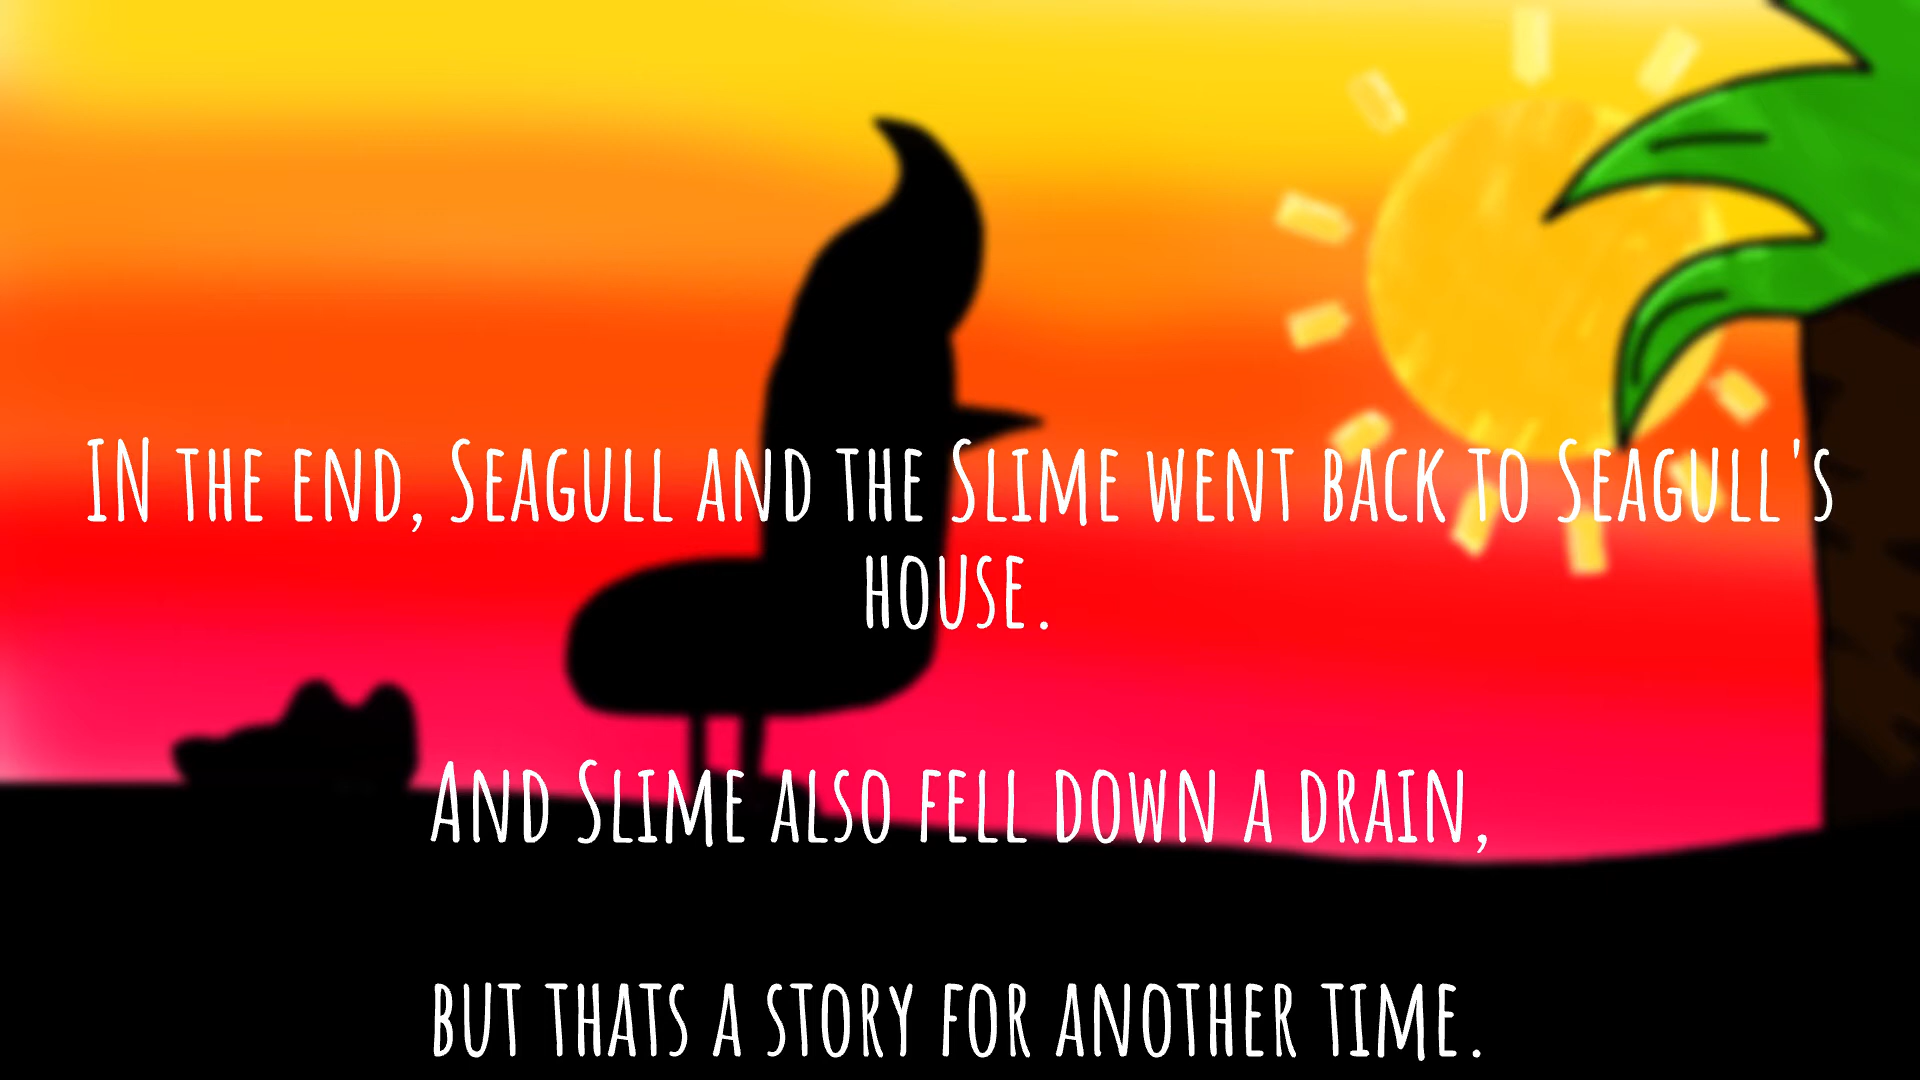 IN the end, Seagull and the Slime went back to Seagull's
house.
And Slime also fell down a drain,
but thats a story for another time.